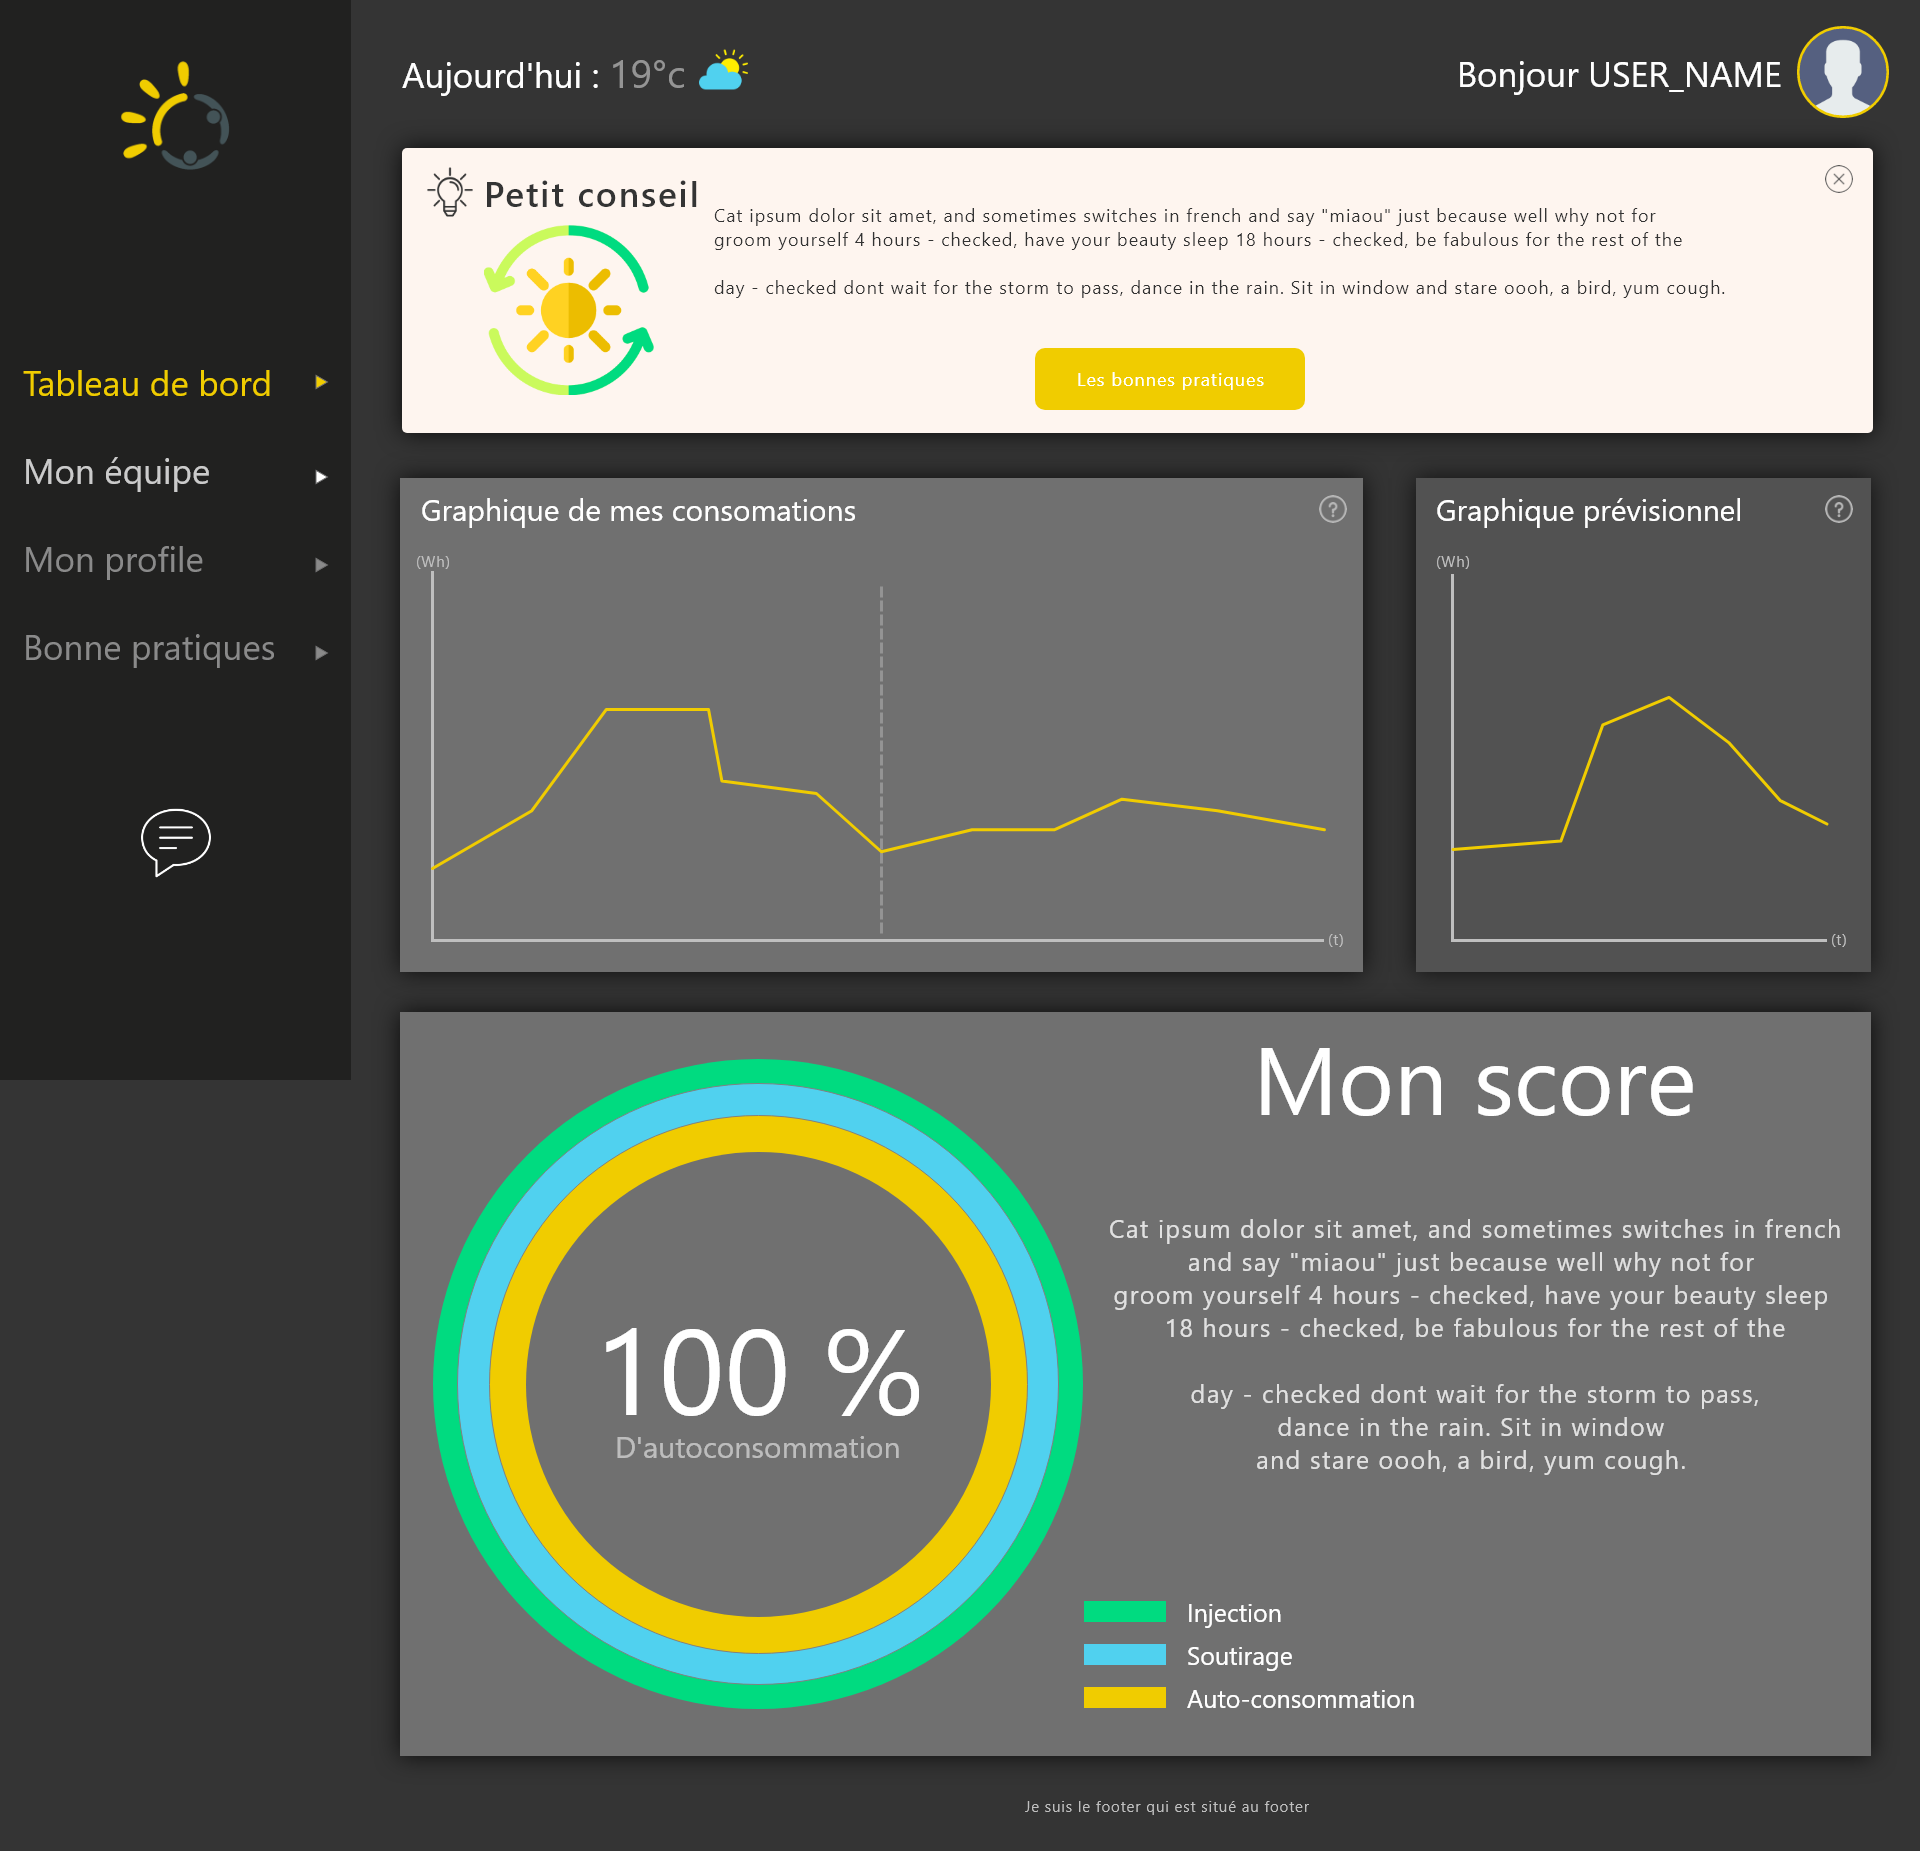 Aujourd'hui : 19°c
Bonjour USER_NAME
Tableau de bord
Mon équipe
Mon profile
Bonne pratiques
Petit conseil
Cat ipsum dolor sit amet, and sometimes switches in french and say "miaou" just because well why not for
groom yourself 4 hours - checked, have your beauty sleep 18 hours - checked, be fabulous for the rest of the
day - checked dont wait for the storm to pass, dance in the rain. Sit in window and stare oooh, a bird, yum cough.
Les bonnes pratiques
Graphique de mes consomations
?
(Wh)
(t)
Graphique prévisionnel
?
(Wh)
(t)
100 %
D'autoconsommation
Mon score
Cat ipsum dolor sit amet, and sometimes switches in french
and say "miaou" just because well why not for
groom yourself 4 hours - checked, have your beauty sleep
18 hours - checked, be fabulous for the rest of the
day - checked dont wait for the storm to pass,
dance in the rain. Sit in window
and stare oooh, a bird, yum cough.
Injection
Soutirage
Auto-consommation
Je suis le footer qui est situé au footer